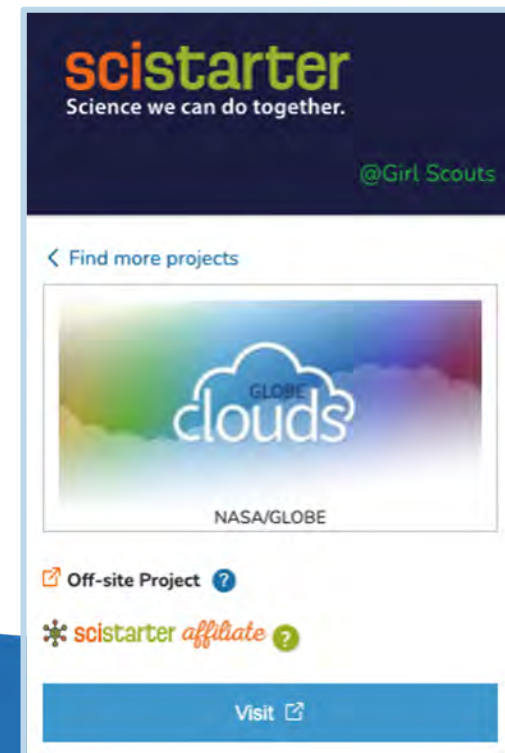 scistarter
Science we can do together.
@Girl Scouts
< Find more projects
GLOBE
clouds
NASA/GLOBE
Off-site Project ?
scistarter affiliate ?
Visit